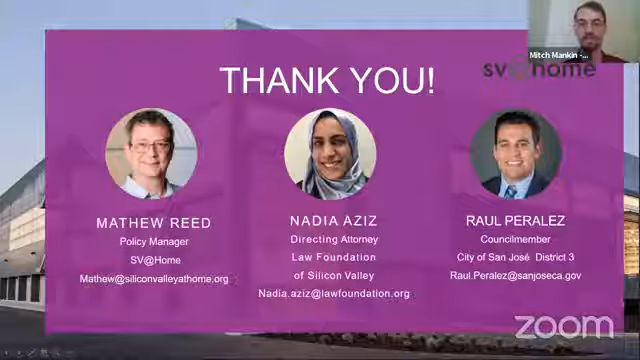 Mitch Mankin -...
sv@home
THANK YOU!
MATHEW REED
Policy Manager
SV@Home
Mathew@siliconvalleyathome.org
NADIA AZIZ
Directing Attorney
Law Foundation
of Silicon Valley
Nadia.aziz@lawfoundation.org
RAUL PERALEZ
Councilmember
City of San José District 3
Raul.Peralez@sanjoseca.gov
zoom